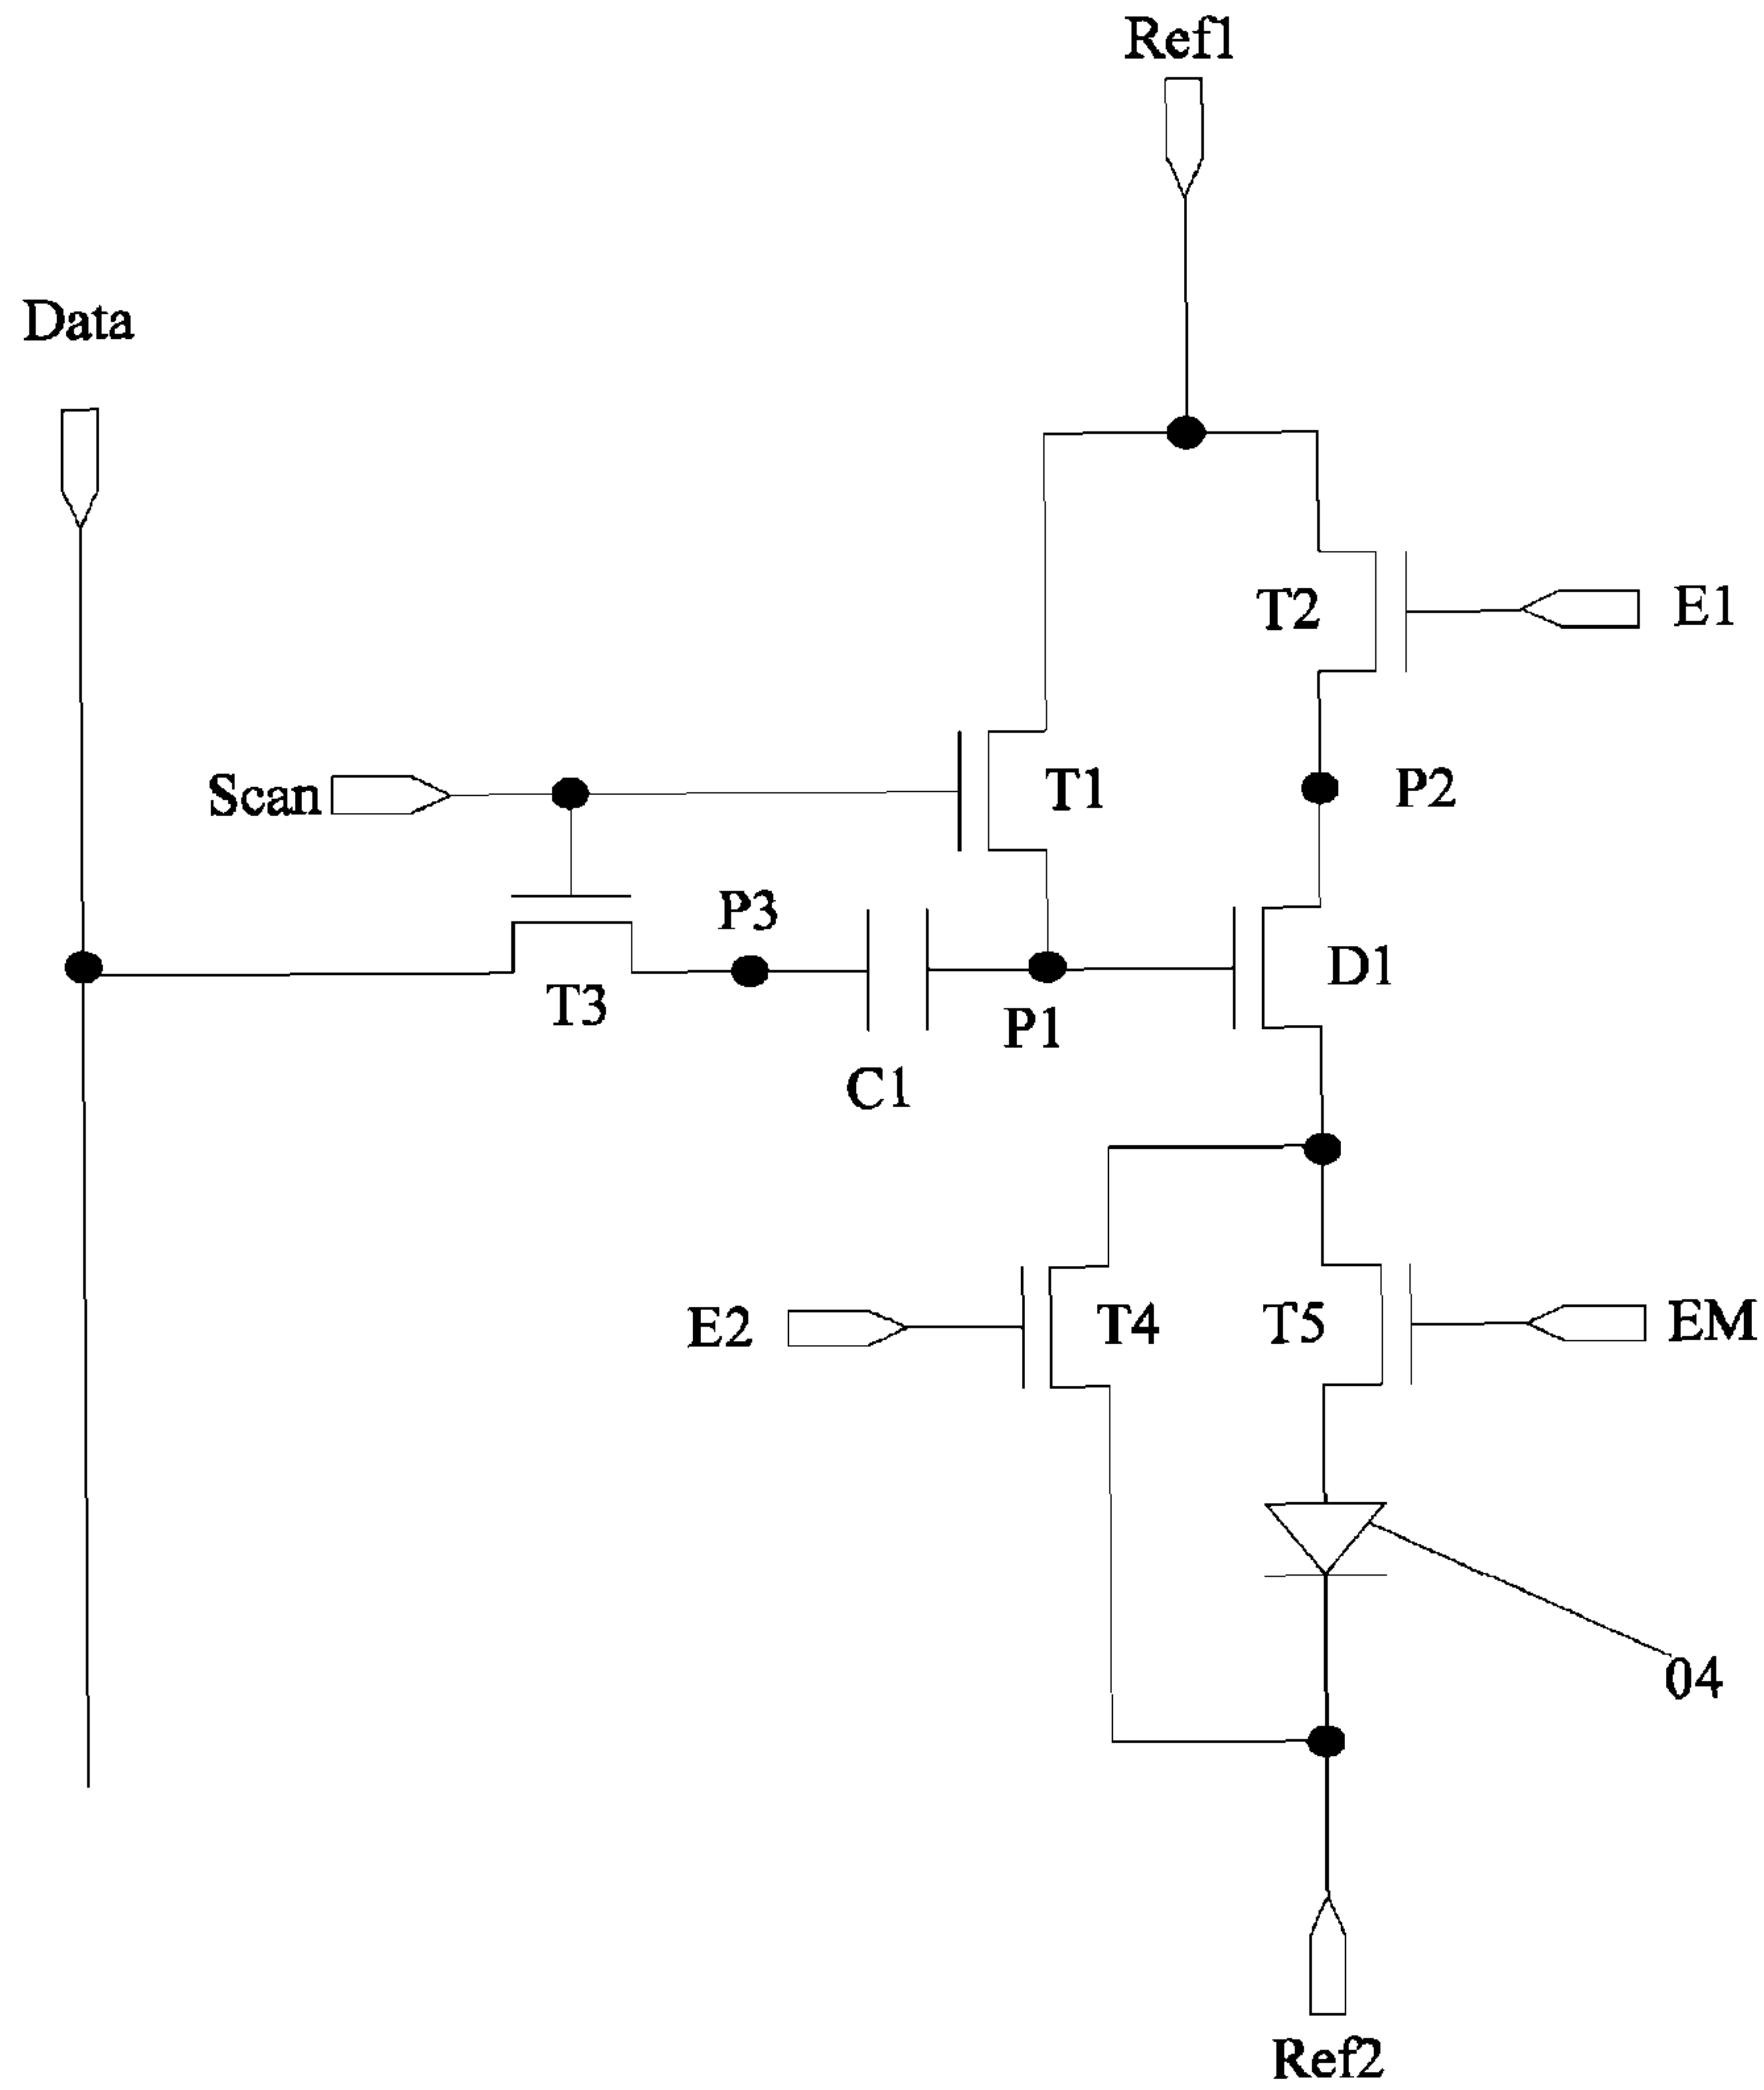 Ref1
Data
T2
E1
Scan
T1
P2
P3
D1
T3
P1
C1
E2
T4
T5
EM
04
Ref2